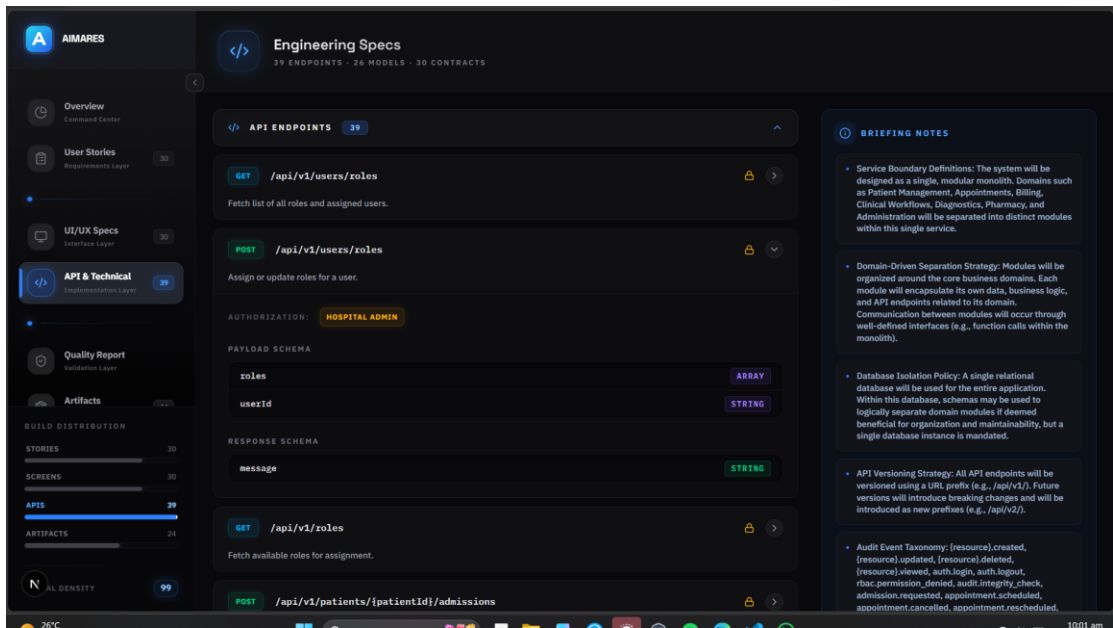 AIMARES
Overview
Command Center
User Stories
Requirements Layer
30
UI/UX Specs
Interface Layer
30
API & Technical
Implementation Layer
39
Quality Report
Validation Layer
Artifacts
BUILD DISTRIBUTION
STORIES 30
SCREENS 30
APIS 39
ARTIFACTS 24
AL DENSITY 99
Engineering Specs
39 ENDPOINTS · 26 MODELS · 30 CONTRACTS
</> API ENDPOINTS 39
GET /api/v1/users/roles
Fetch list of all roles and assigned users.
POST /api/v1/users/roles
Assign or update roles for a user.
AUTHORIZATION: HOSPITAL ADMIN
PAYLOAD SCHEMA
roles ARRAY
userId STRING
RESPONSE SCHEMA
message STRING
GET /api/v1/roles
Fetch available roles for assignment.
POST /api/v1/patients/{patientId}/admissions
BRIEFING NOTES
• Service Boundary Definitions: The system will be
designed as a single, modular monolith. Domains such
as Patient Management, Appointments, Billing,
Clinical Workflows, Diagnostics, Pharmacy, and
Administration will be separated into distinct modules
within this single service.
• Domain-Driven Separation Strategy: Modules will be
organized around the core business domains. Each
module will encapsulate its own data, business logic,
and API endpoints related to its domain.
Communication between modules will occur through
well-defined interfaces (e.g., function calls within the
monolith).
• Database Isolation Policy: A single relational
database will be used for the entire application.
Within this database, schemas may be used to
logically separate domain modules if deemed
beneficial for organization and maintainability, but a
single database instance is mandated.
• API Versioning Strategy: All API endpoints will be
versioned using a URL prefix (e.g., /api/v1/). Future
versions will introduce breaking changes and will be
introduced as new prefixes (e.g., /api/v2/).
• Audit Event Taxonomy: {resource}.created,
{resource}.updated, {resource}.deleted,
{resource}.viewed, auth.login, auth.logout,
rbac.permission_denied, audit.integrity_check,
admission.requested, appointment.scheduled,
appointment.cancelled, appointment.rescheduled,
26°C
10:01 am